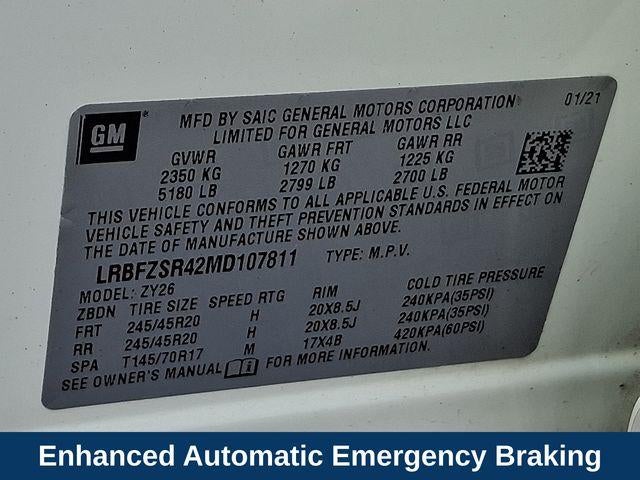 GM
MFD BY SAIC GENERAL MOTORS CORPORATION 01/21
LIMITED FOR GENERAL MOTORS LLC
GVWR GAWR FRT GAWR RR
2350 KG 1270 KG 1225 KG
5180 LB 2799 LB 2700 LB
THIS VEHICLE CONFORMS TO ALL APPLICABLE U.S. FEDERAL MOTOR
VEHICLE SAFETY AND THEFT PREVENTION STANDARDS IN EFFECT ON
THE DATE OF MANUFACTURE SHOWN ABOVE.
LRBFZSR42MD107811 TYPE: M.P.V.
MODEL: ZY26
ZBDN TIRE SIZE SPEED RTG RIM COLD TIRE PRESSURE
FRT 245/45R20 H 20X8.5J 240KPA(35PSI)
RR 245/45R20 H 20X8.5J 240KPA(35PSI)
SPA T145/70R17 M 17X4B 420KPA(60PSI)
SEE OWNER'S MANUAL FOR MORE INFORMATION.
Enhanced Automatic Emergency Braking